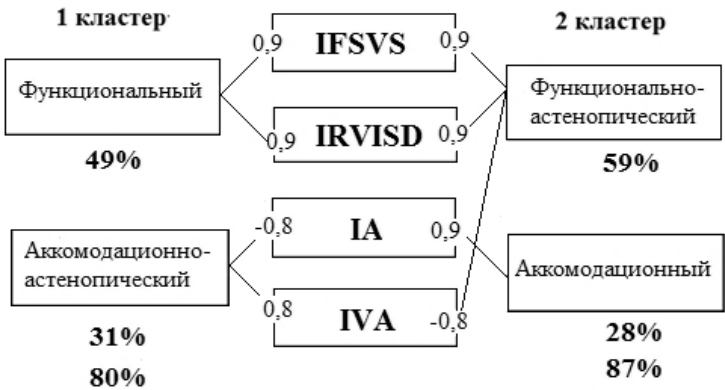 1 кластер
2 кластер
0,9 IFSVS 0,9
Функциональный
Функционально-
астенопический
0,9 IRVISD 0,9
49%
59%
-0,8 IA 0,9
Аккомодационно-
астенопический
Аккомодационный
0,8 IVA -0,8
31%
28%
80%
87%